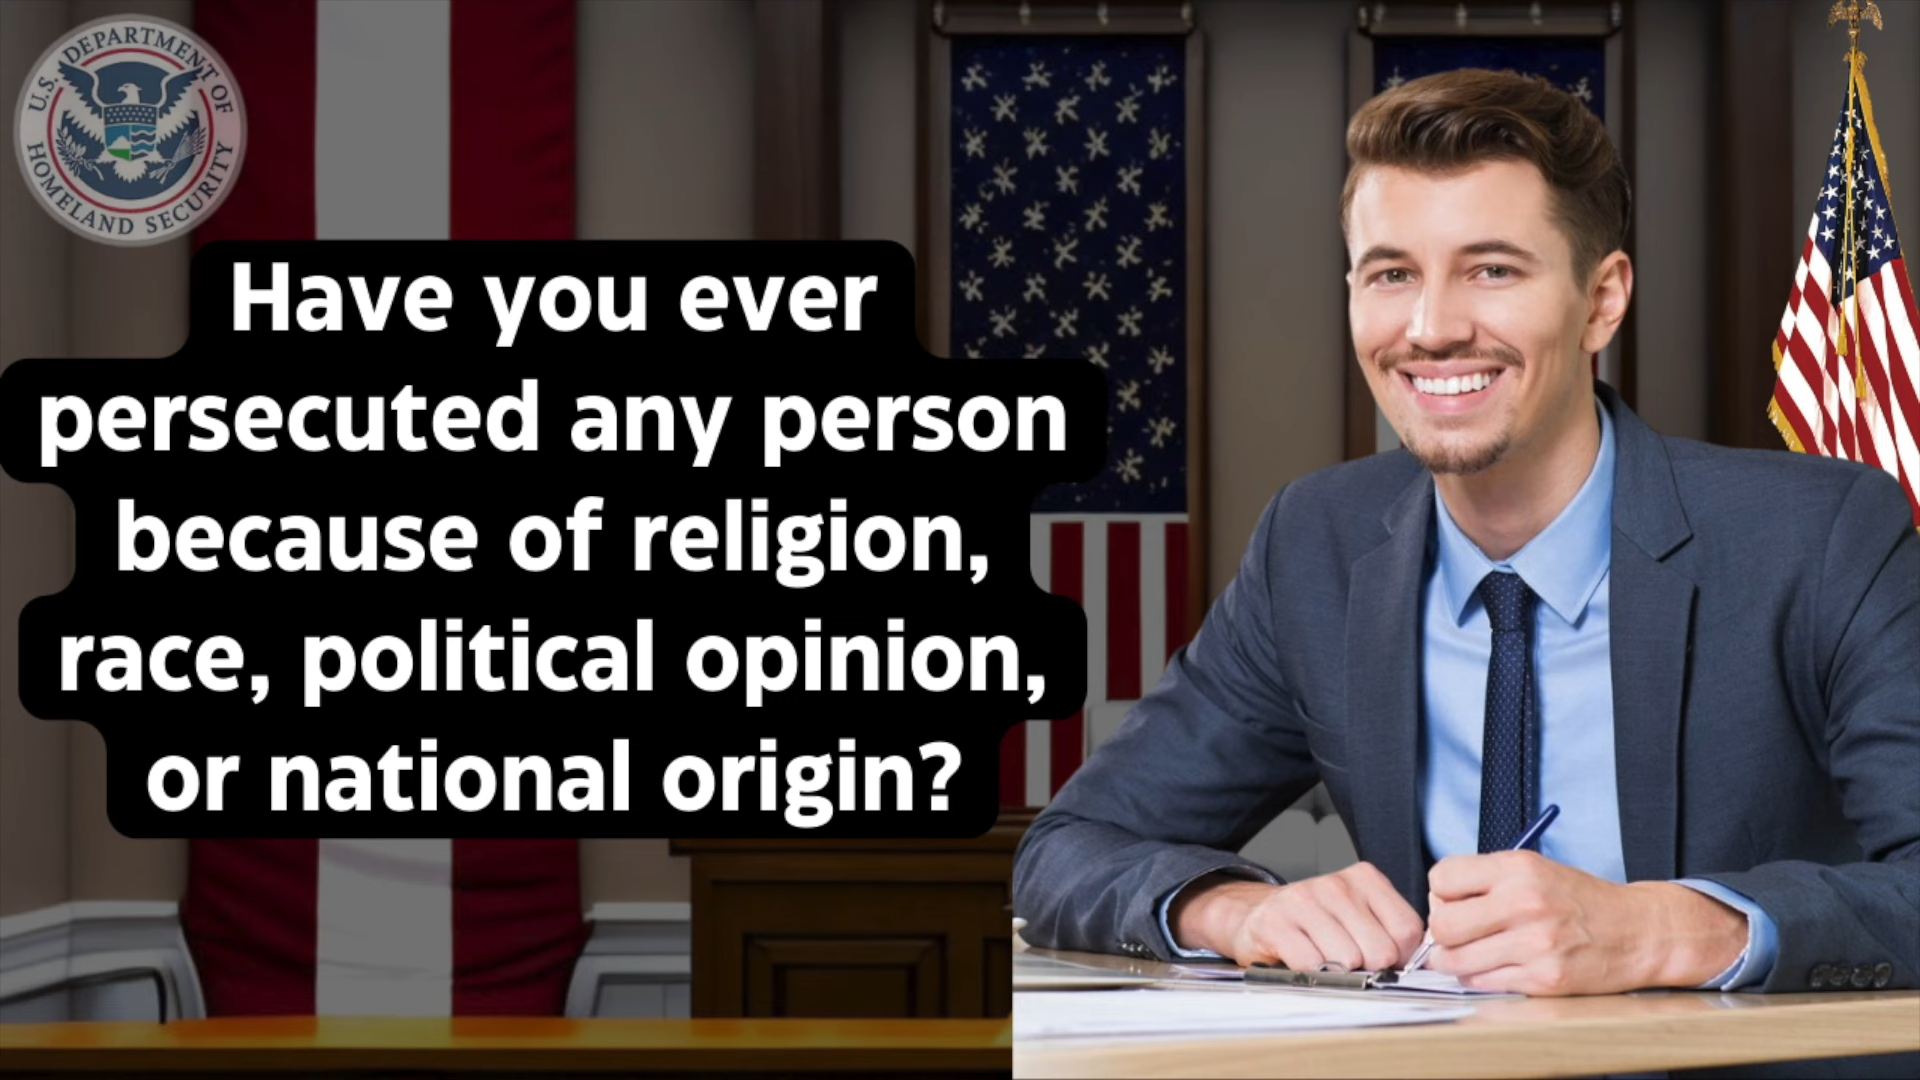 U.S. DEPARTMENT OF
HOMELAND SECURITY
Have you ever
persecuted any person
because of religion,
race, political opinion,
or national origin?